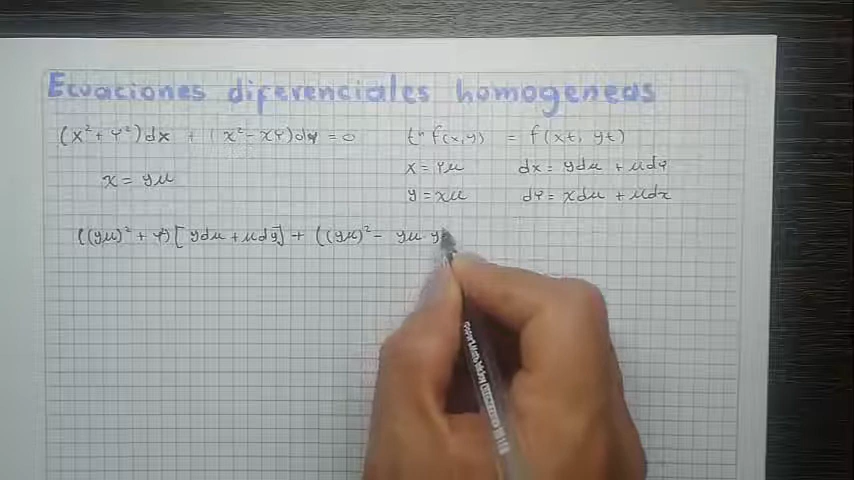 Ecuaciones diferenciales homogeneas
(x² + y²)dx + (x² - xy)dy = 0
tⁿ f(x,y) = f(xt, yt)
x = yu
x = yu dx = ydu + udy
y = xu dy = xdu + udx
((yu)² + y²) [ydu + udy] + ((yu)² - yu y